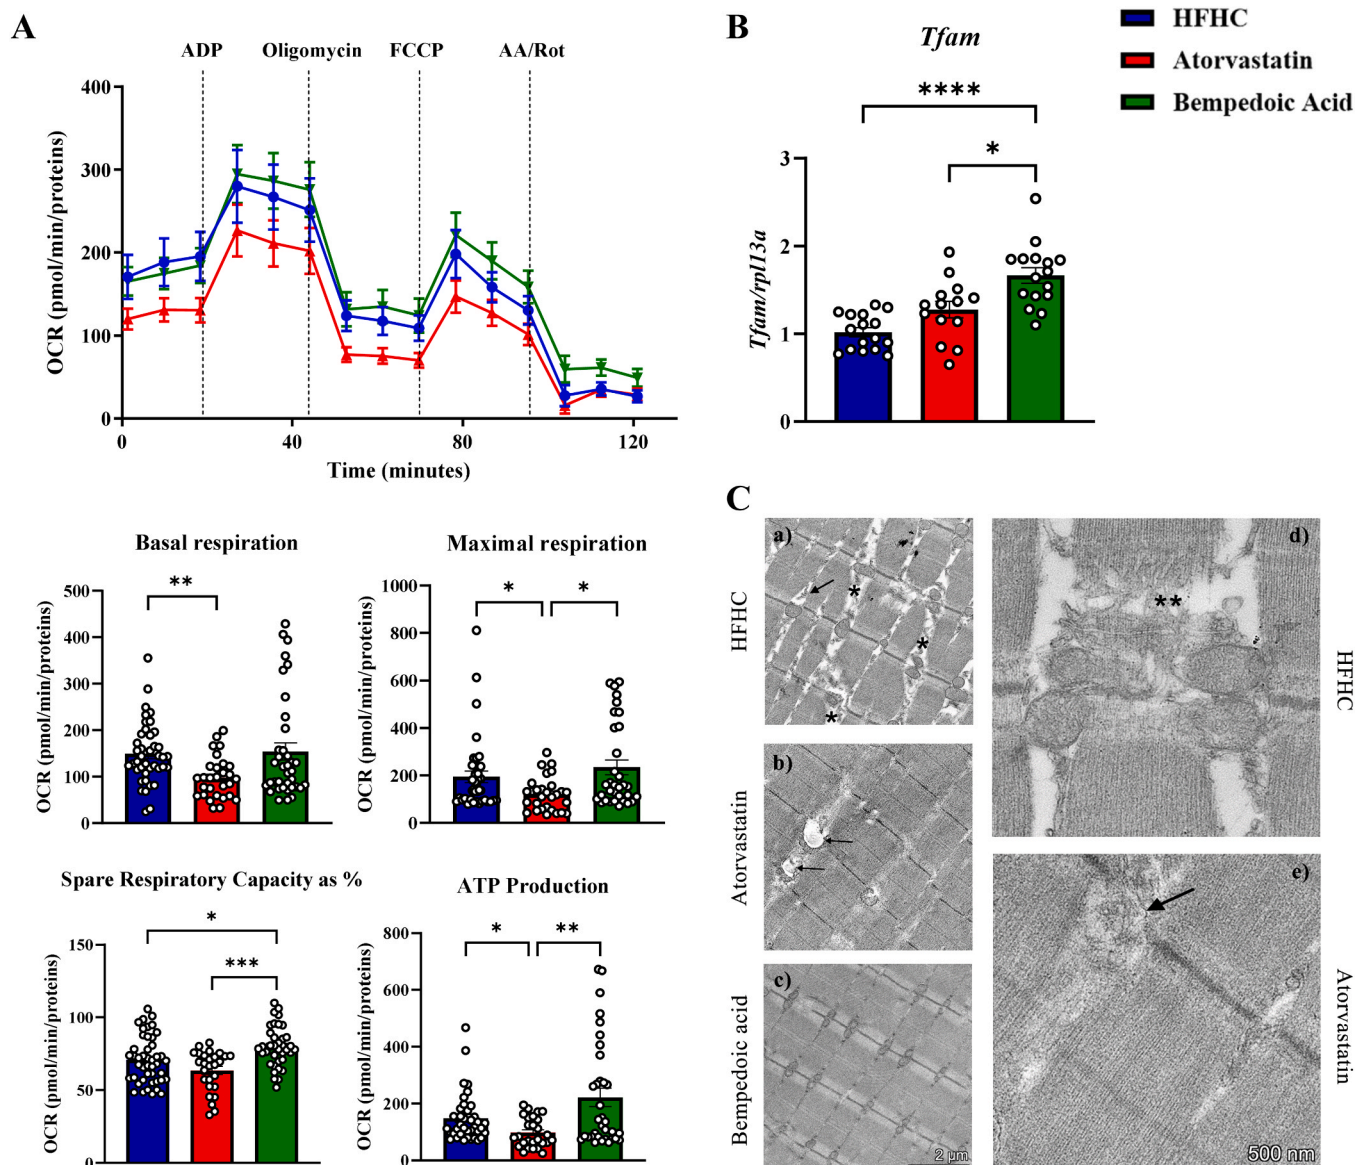 A
ADP
Oligomycin
FCCP
AA/Rot
OCR (pmol/min/proteins)
400
300
200
100
0
0
40
80
120
Time (minutes)
B
Tfam
HFHC
Atorvastatin
Bempedoic Acid
****
*
Tfam/rpl13a
3
2
1
0
Basal respiration
**
OCR (pmol/min/proteins)
500
400
300
200
100
0
Maximal respiration
*
*
OCR (pmol/min/proteins)
1000
800
600
400
200
0
Spare Respiratory Capacity as %
*
***
OCR (pmol/min/proteins)
150
100
50
0
ATP Production
*
**
OCR (pmol/min/proteins)
800
600
400
200
0
C
HFHC
a)
*
*
*
Atorvastatin
b)
Bempedoic acid
c)
2 µm
d)
**
HFHC
e)
Atorvastatin
500 nm